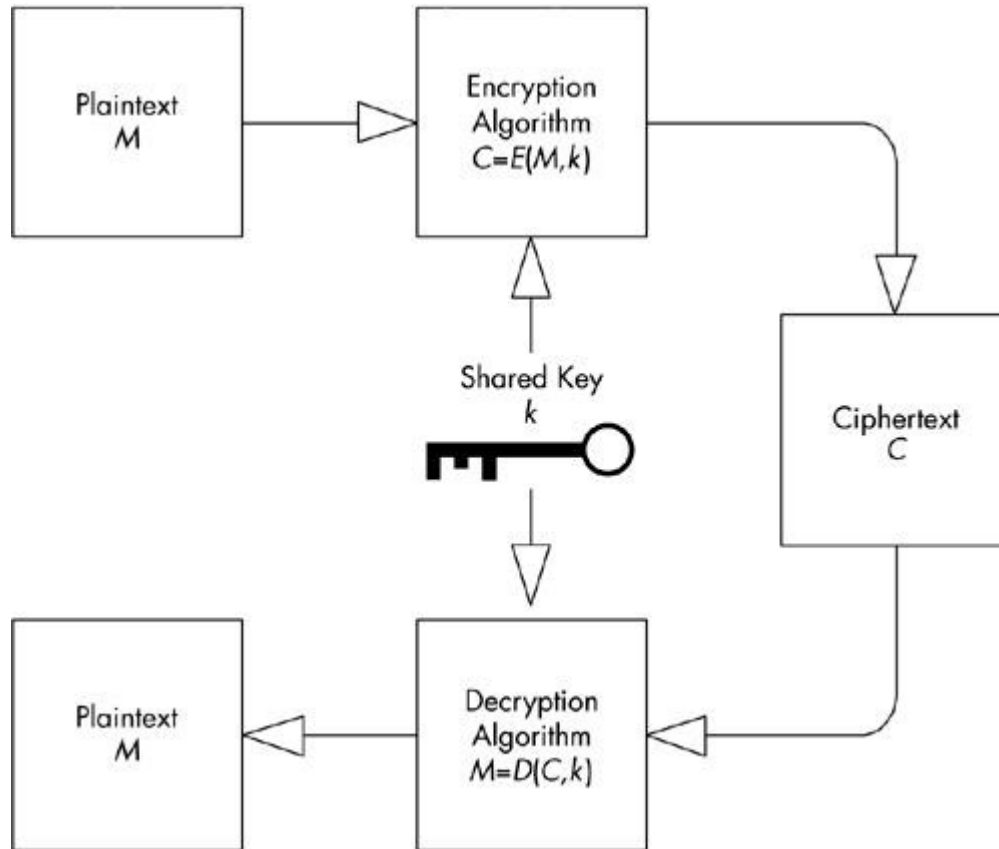 Plaintext
M
Encryption
Algorithm
C=E(M,k)
Shared Key
k
Ciphertext
C
Plaintext
M
Decryption
Algorithm
M=D(C,k)